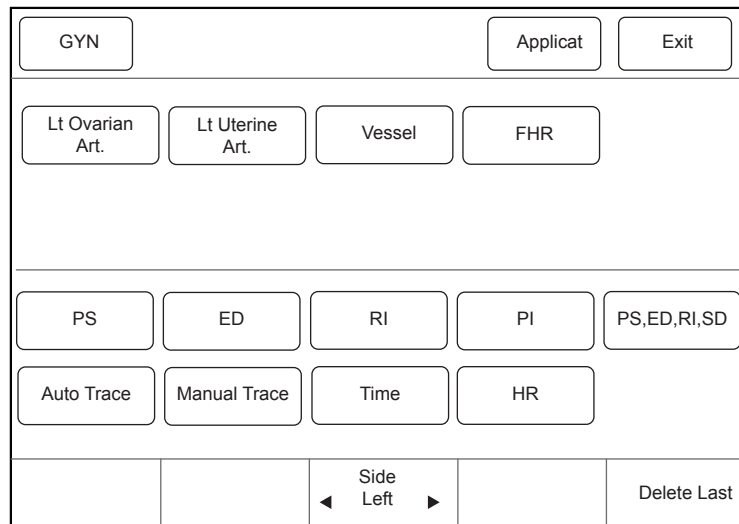 GYN
Applicat
Exit
Lt Ovarian
Art.
Lt Uterine
Art.
Vessel
FHR
PS
ED
RI
PI
PS,ED,RI,SD
Auto Trace
Manual Trace
Time
HR
Side
Left
Delete Last